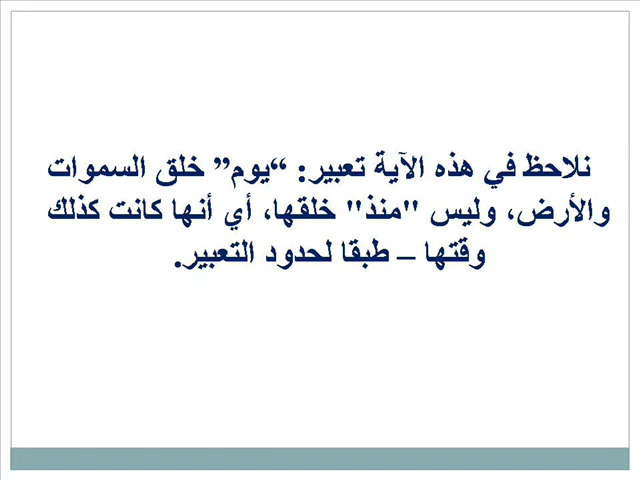 نلاحظ في هذه الآية تعبير: “يوم” خلق السموات
والأرض، وليس "منذ" خلقها، أي أنها كانت كذلك
وقتها – طبقا لحدود التعبير.